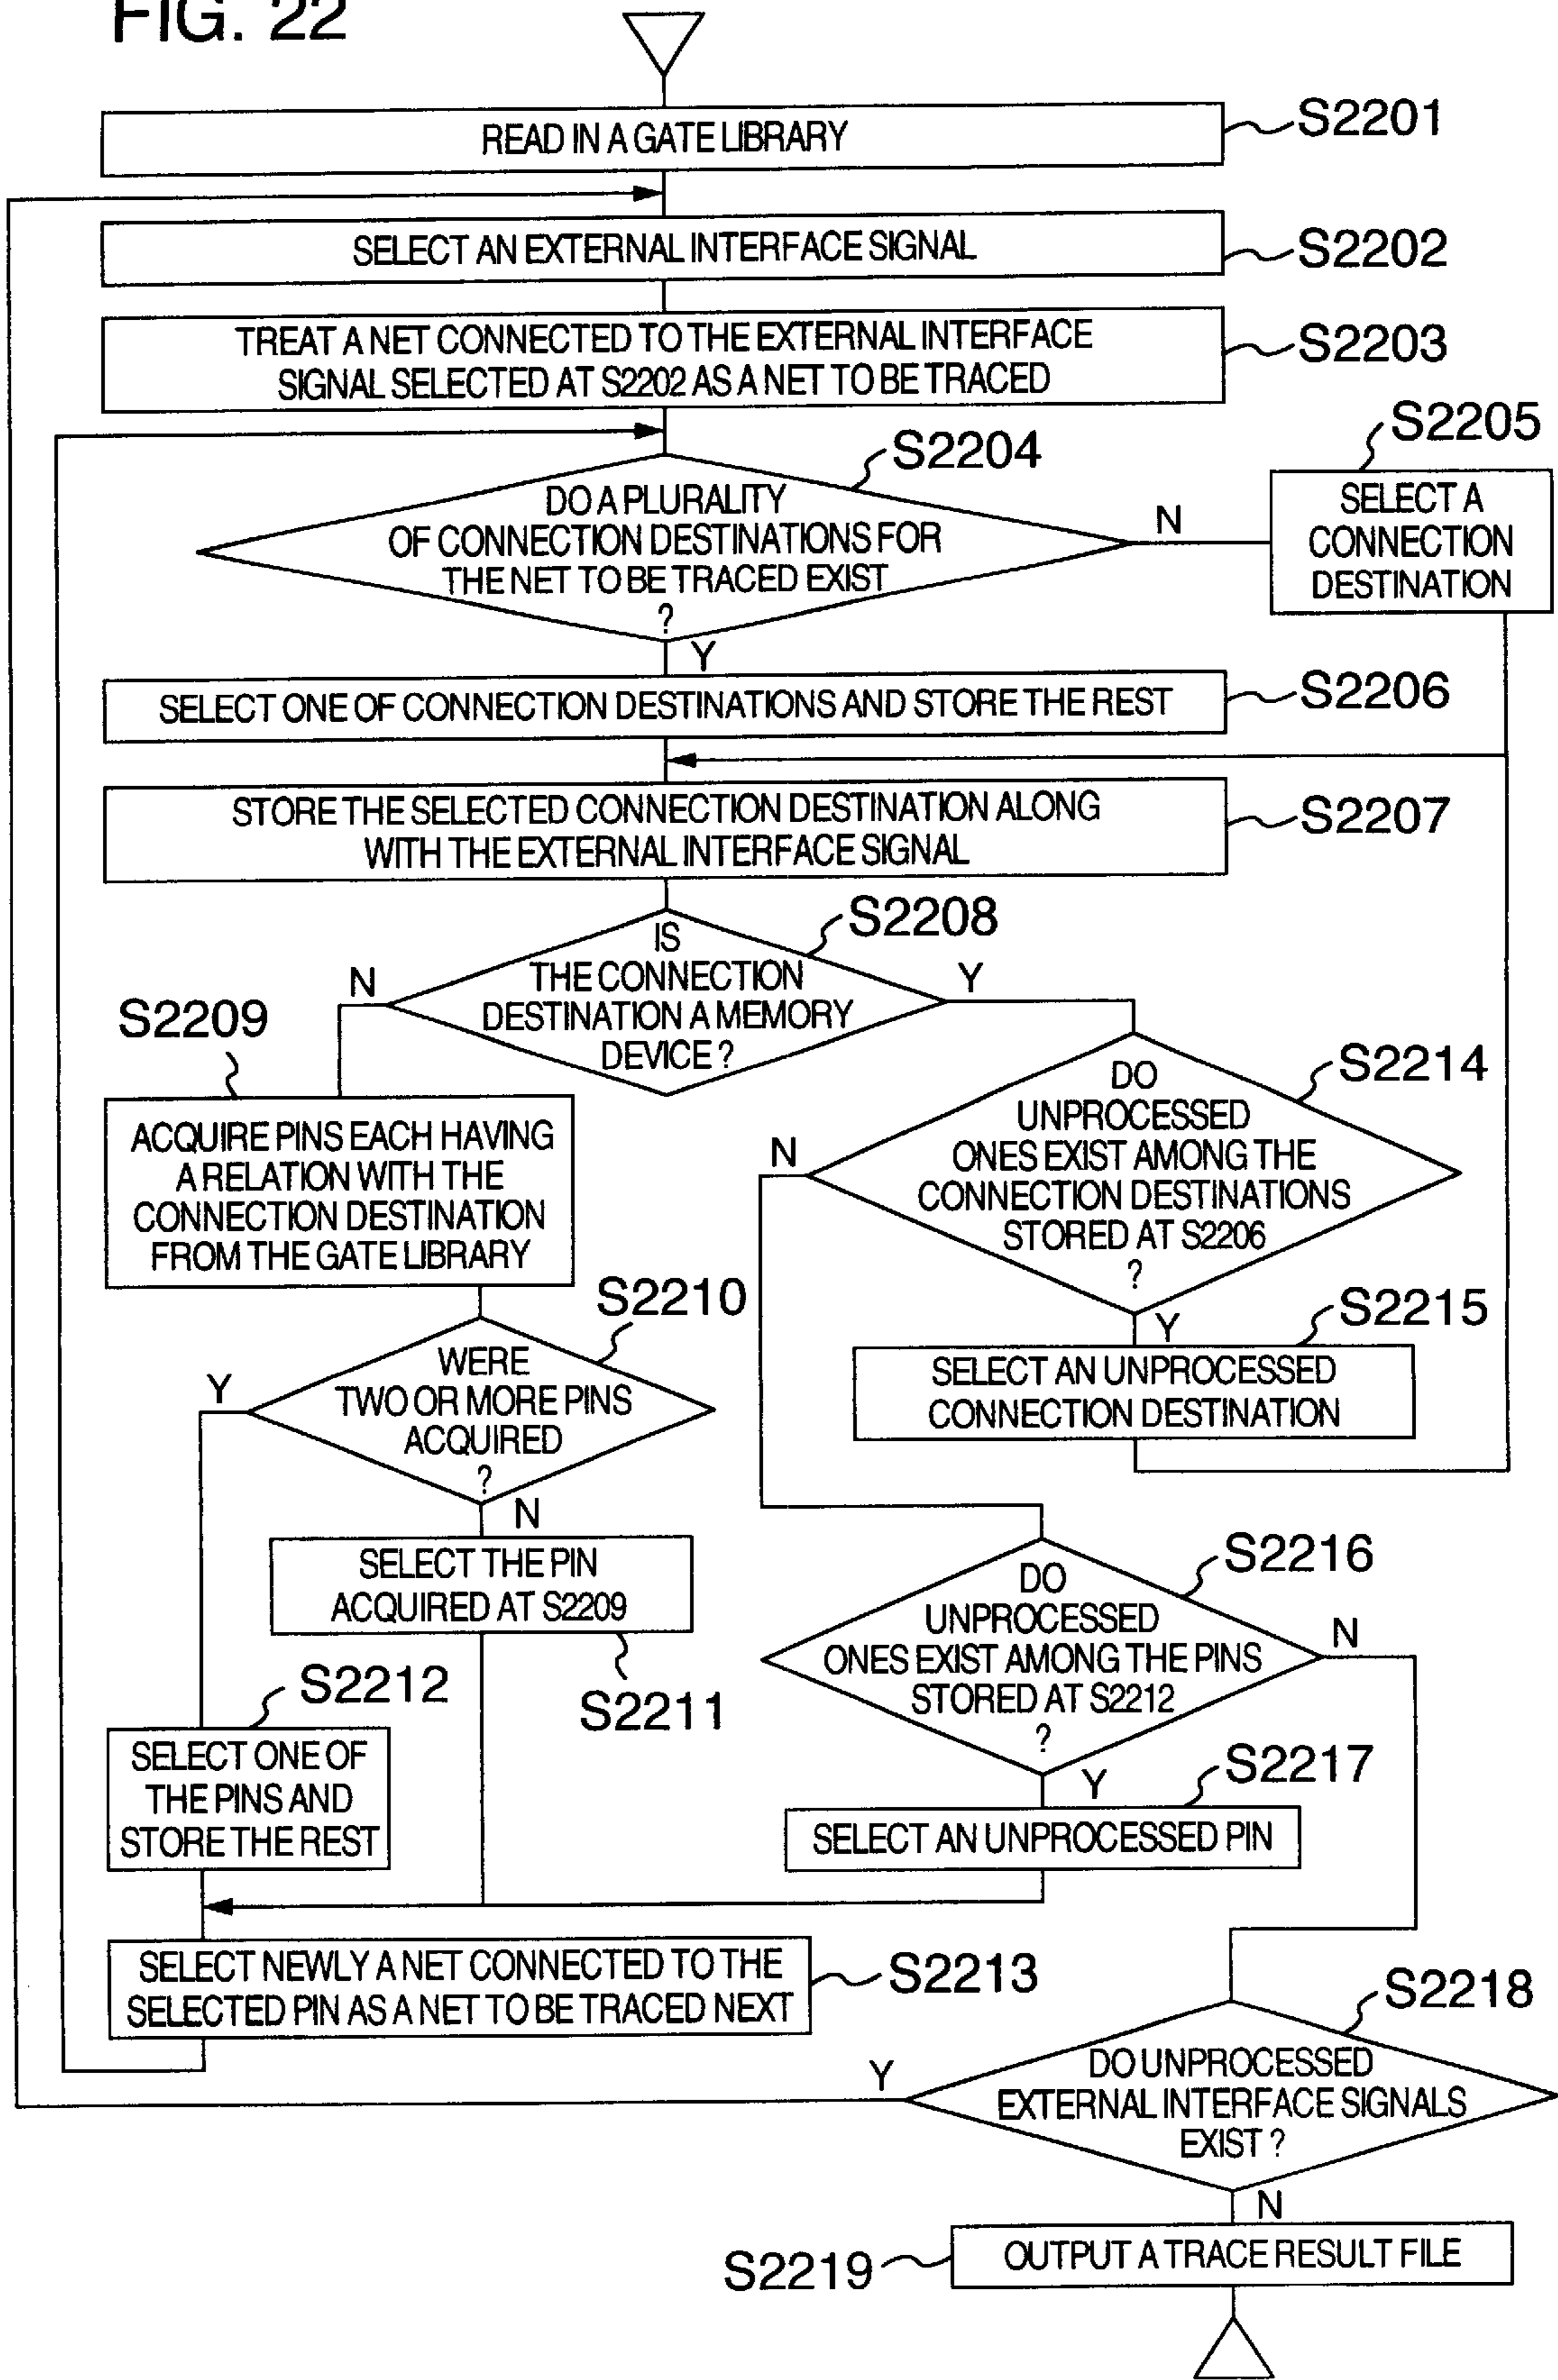 FIG. 22
READ IN A GATE LIBRARY
S2201
SELECT AN EXTERNAL INTERFACE SIGNAL
S2202
TREAT A NET CONNECTED TO THE EXTERNAL INTERFACE
SIGNAL SELECTED AT S2202 AS A NET TO BE TRACED
S2203
S2204
DO A PLURALITY
OF CONNECTION DESTINATIONS FOR
THE NET TO BE TRACED EXIST
?
N
Y
S2205
SELECT A
CONNECTION
DESTINATION
SELECT ONE OF CONNECTION DESTINATIONS AND STORE THE REST
S2206
STORE THE SELECTED CONNECTION DESTINATION ALONG
WITH THE EXTERNAL INTERFACE SIGNAL
S2207
S2208
IS
THE CONNECTION
DESTINATION A MEMORY
DEVICE ?
N
Y
S2209
ACQUIRE PINS EACH HAVING
A RELATION WITH THE
CONNECTION DESTINATION
FROM THE GATE LIBRARY
S2214
DO
UNPROCESSED
ONES EXIST AMONG THE
CONNECTION DESTINATIONS
STORED AT S2206
?
N
Y
S2210
WERE
TWO OR MORE PINS
ACQUIRED
?
Y
N
S2215
SELECT AN UNPROCESSED
CONNECTION DESTINATION
SELECT THE PIN
ACQUIRED AT S2209
S2211
S2216
DO
UNPROCESSED
ONES EXIST AMONG THE PINS
STORED AT S2212
?
N
Y
S2212
SELECT ONE OF
THE PINS AND
STORE THE REST
S2217
SELECT AN UNPROCESSED PIN
SELECT NEWLY A NET CONNECTED TO THE
SELECTED PIN AS A NET TO BE TRACED NEXT
S2213
S2218
DO UNPROCESSED
EXTERNAL INTERFACE SIGNALS
EXIST ?
Y
N
S2219
OUTPUT A TRACE RESULT FILE